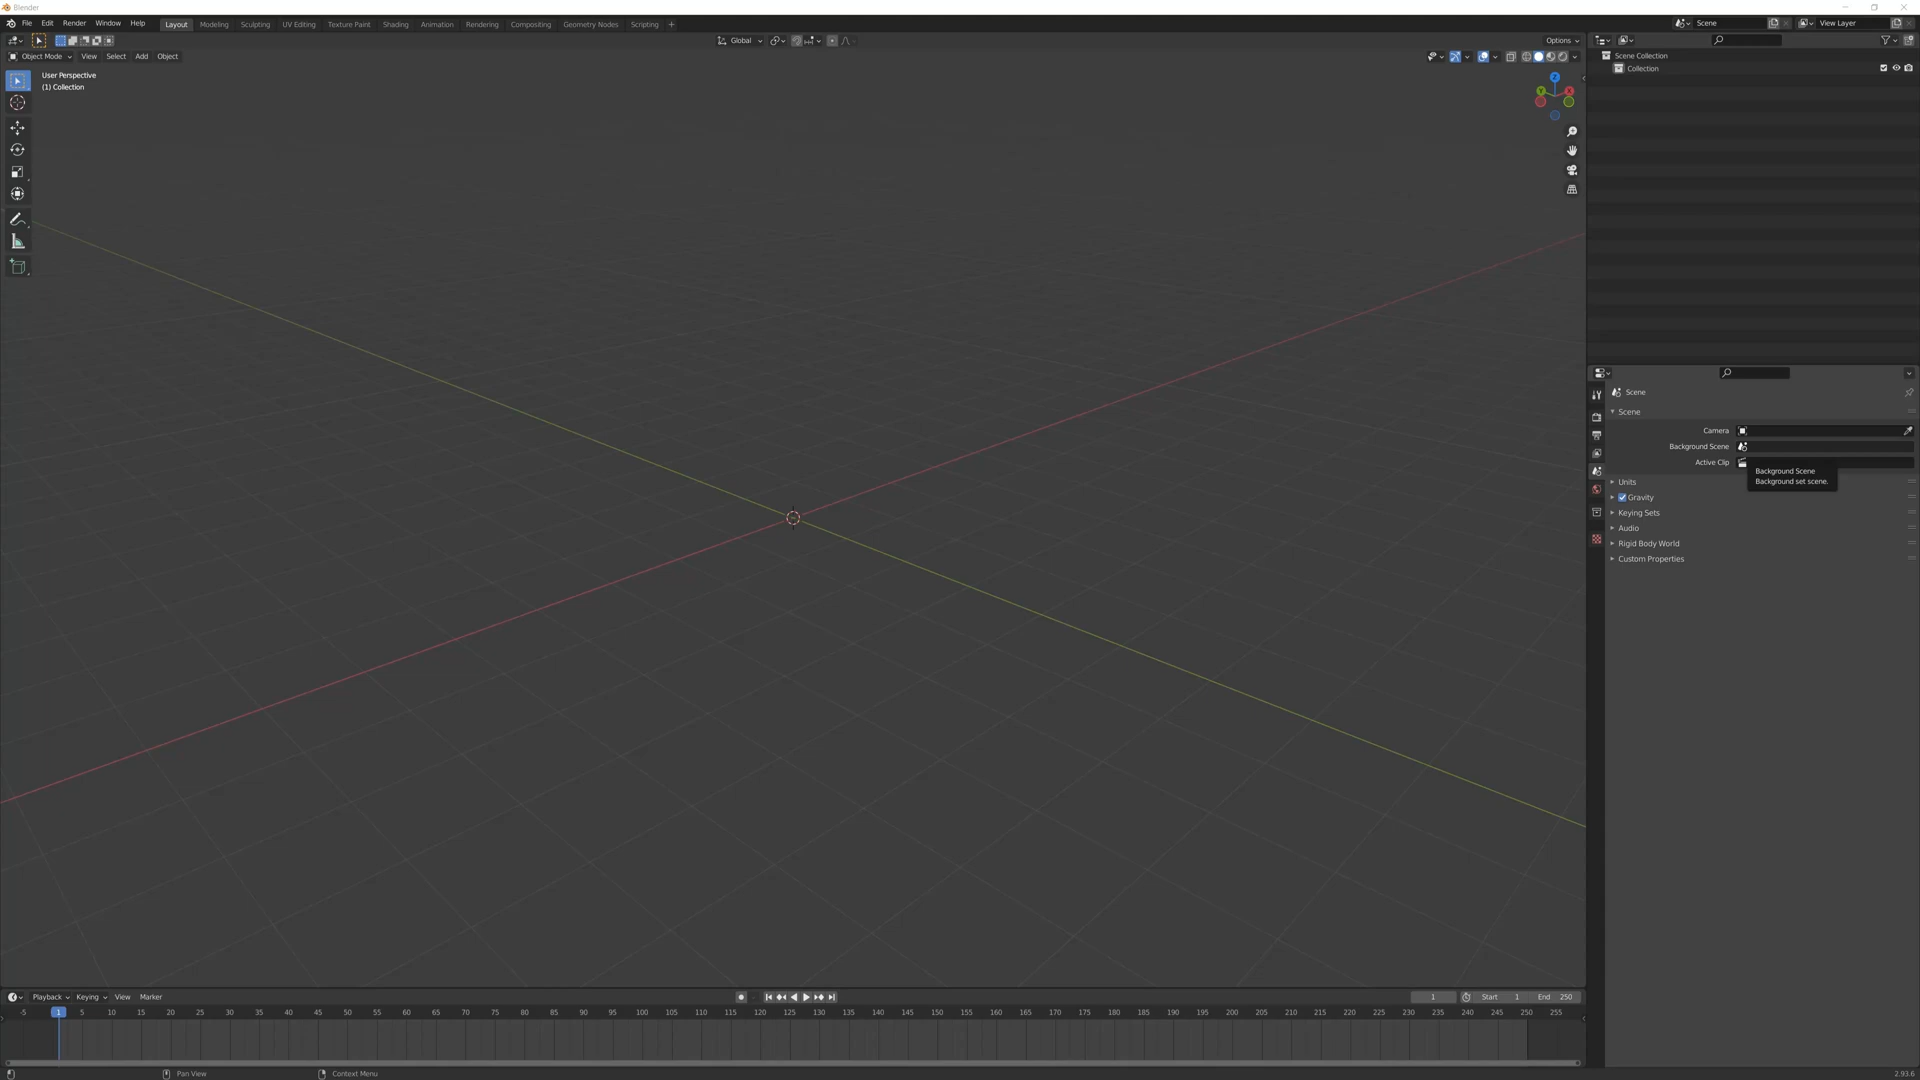 Blender
File Edit Render Window Help Layout Modeling Sculpting UV Editing Texture Paint Shading Animation Rendering Compositing Geometry Nodes Scripting + Scene View Layer
Global Options
Object Mode View Select Add Object
User Perspective
(1) Collection
Z
Y X
Scene Collection
Collection
Scene
Scene
Camera
Background Scene
Active Clip
Background Scene
Background set scene.
Units
Gravity
Keying Sets
Audio
Rigid Body World
Custom Properties
Playback Keying View Marker 1 Start 1 End 250
-5 1 5 10 15 20 25 30 35 40 45 50 55 60 65 70 75 80 85 90 95 100 105 110 115 120 125 130 135 140 145 150 155 160 165 170 175 180 185 190 195 200 205 210 215 220 225 230 235 240 245 250 255
Pan View Context Menu 2.93.6